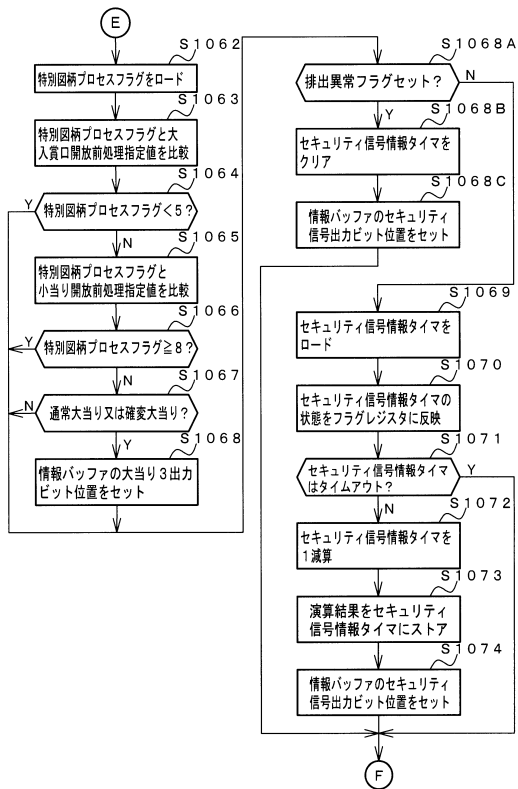 E
S1062
特別図柄プロセスフラグをロード
S1063
特別図柄プロセスフラグと大
入賞口開放前処理指定値を比較
S1064
特別図柄プロセスフラグ<5?
Y
N
S1065
特別図柄プロセスフラグと
小当り開放前処理指定値を比較
S1066
特別図柄プロセスフラグ≧8?
Y
N
S1067
通常大当り又は確変大当り?
N
Y
S1068
情報バッファの大当り3出力
ビット位置をセット
S1068A
排出異常フラグセット?
N
Y
S1068B
セキュリティ信号情報タイマを
クリア
S1068C
情報バッファのセキュリティ
信号出力ビット位置をセット
S1069
セキュリティ信号情報タイマを
ロード
S1070
セキュリティ信号情報タイマの
状態をフラグレジスタに反映
S1071
セキュリティ信号情報タイマ
はタイムアウト?
Y
N
S1072
セキュリティ信号情報タイマを
1減算
S1073
演算結果をセキュリティ
信号情報タイマにストア
S1074
情報バッファのセキュリティ
信号出力ビット位置をセット
F